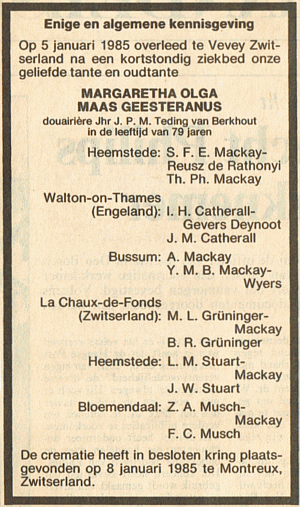 Enige en algemene kennisgeving
Op 5 januari 1985 overleed te Vevey Zwit-
serland na een kortstondig ziekbed onze
geliefde tante en oudtante
MARGARETHA OLGA
MAAS GEESTERANUS
douairière Jhr J. P. M. Teding van Berkhout
in de leeftijd van 79 jaren
Heemstede: S. F. E. Mackay-
Reusz de Rathonyi
Th. Ph. Mackay
Walton-on-Thames
(Engeland): I. H. Catherall-
Gevers Deynoot
J. M. Catherall
Bussum: A. Mackay
Y. M. B. Mackay-
Wyers
La Chaux-de-Fonds
(Zwitserland): M. L. Grüninger-
Mackay
B. R. Grüninger
Heemstede: L. M. Stuart-
Mackay
J. W. Stuart
Bloemendaal: Z. A. Musch-
Mackay
F. C. Musch
De crematie heeft in besloten kring plaats-
gevonden op 8 januari 1985 te Montreux,
Zwitserland.